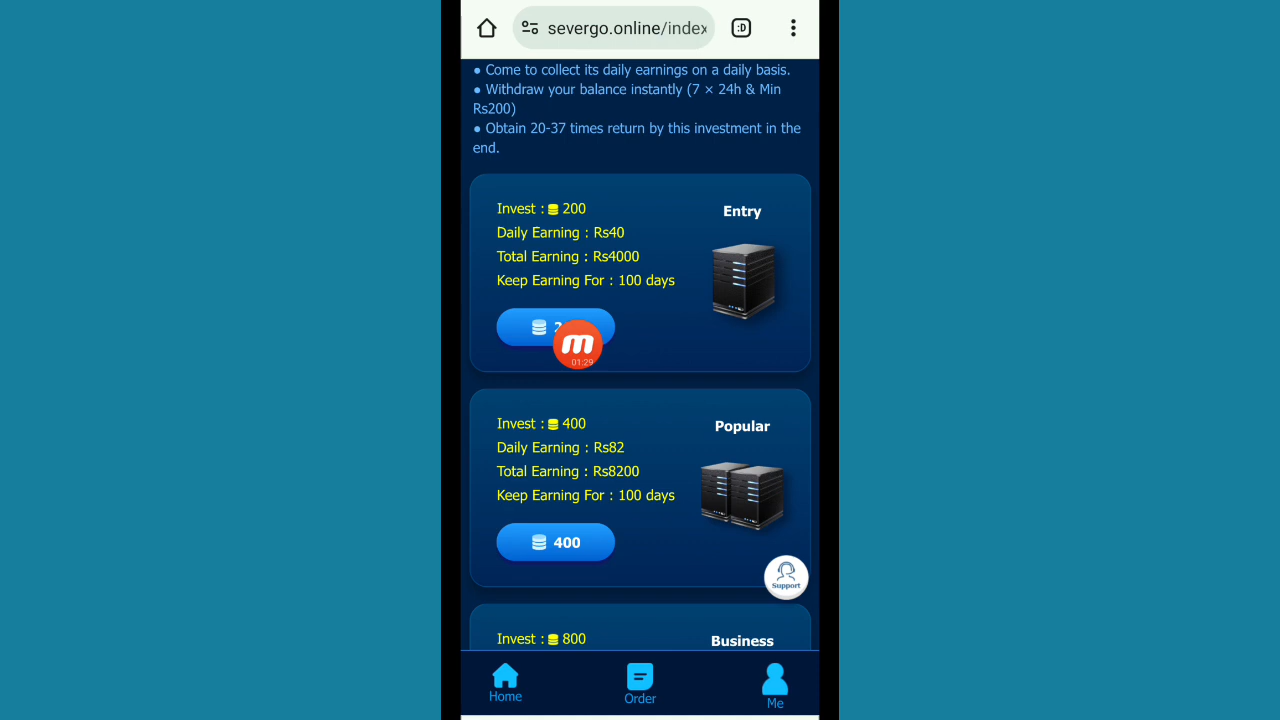 severgo.online/index
:D
● Come to collect its daily earnings on a daily basis.
● Withdraw your balance instantly (7 × 24h & Min
Rs200)
● Obtain 20-37 times return by this investment in the
end.
Invest : 200
Entry
Daily Earning : Rs40
Total Earning : Rs4000
Keep Earning For : 100 days
m
01:29
Invest : 400
Popular
Daily Earning : Rs82
Total Earning : Rs8200
Keep Earning For : 100 days
400
Support
Invest : 800
Business
Home
Order
Me